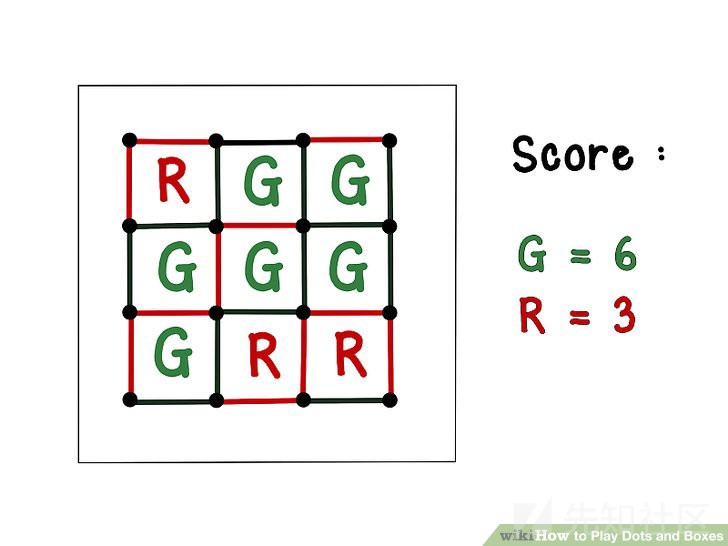 Score :
R G G
G G G
G R R
G = 6
R = 3
先知社区
wikiHow to Play Dots and Boxes